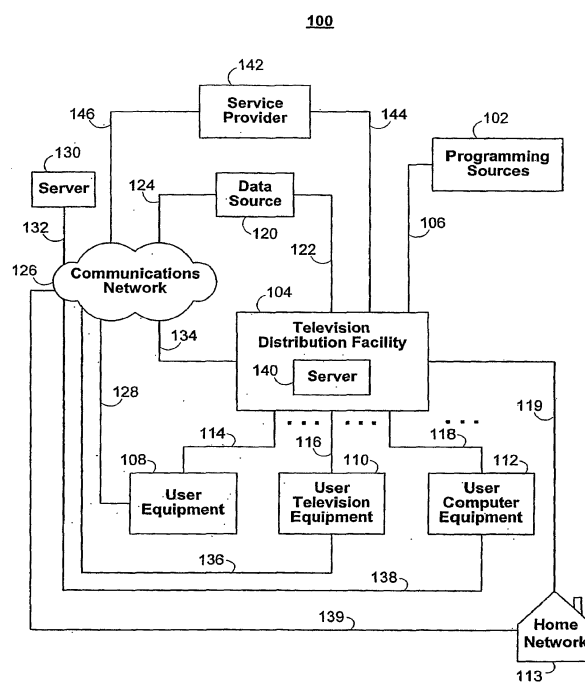 100
142
146
Service
Provider
144
102
Programming
Sources
130
Server
124
Data
Source
120
132
106
126
Communications
Network
122
104
134
Television
Distribution Facility
140
Server
128
119
114
116
118
108
User
Equipment
110
User
Television
Equipment
112
User
Computer
Equipment
136
138
139
Home
Network
113